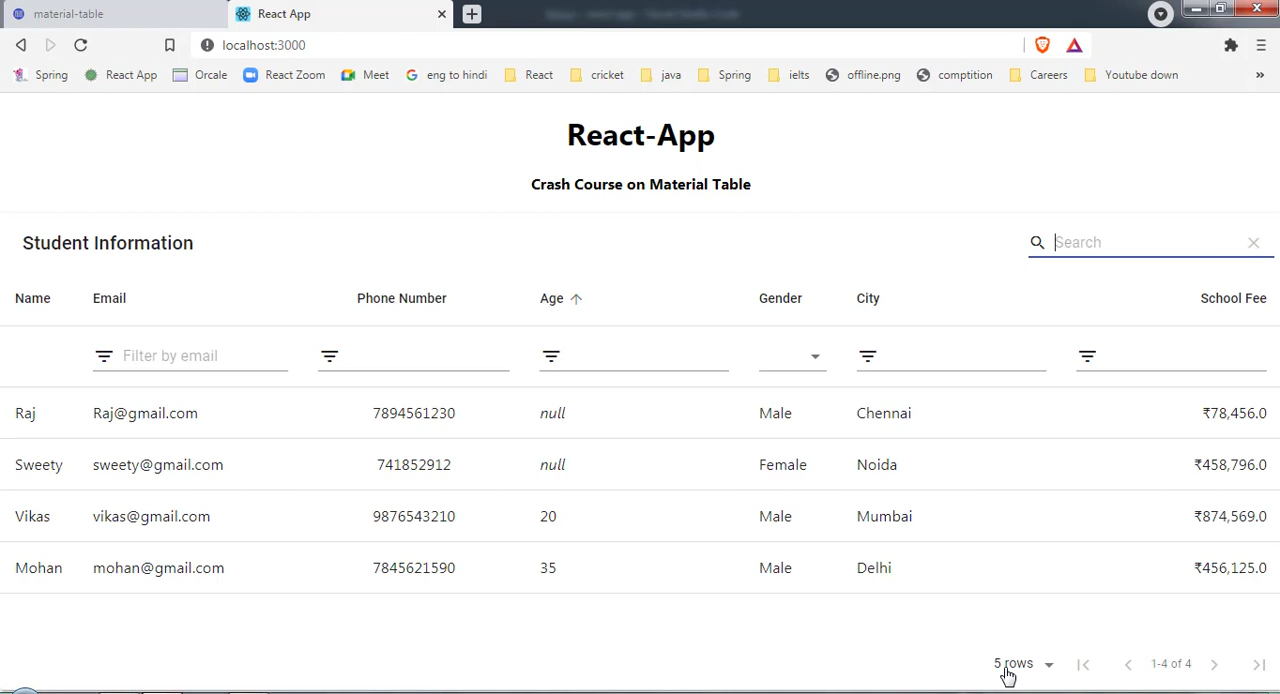 material-table React App
localhost:3000
Spring React App Orcale React Zoom Meet eng to hindi React cricket java Spring ielts offline.png comptition Careers Youtube down »
React-App
Crash Course on Material Table
Student Information Search
Name Email Phone Number Age Gender City School Fee
Filter by email
Raj Raj@gmail.com 7894561230 null Male Chennai ₹78,456.0
Sweety sweety@gmail.com 741852912 null Female Noida ₹458,796.0
Vikas vikas@gmail.com 9876543210 20 Male Mumbai ₹874,569.0
Mohan mohan@gmail.com 7845621590 35 Male Delhi ₹456,125.0
5 rows 1-4 of 4